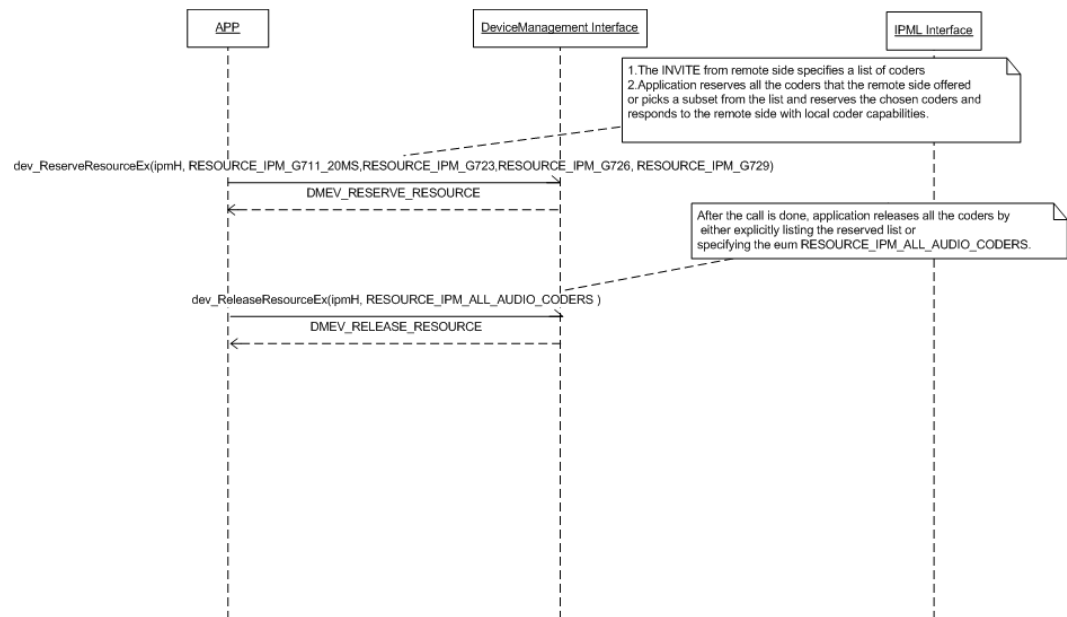 APP
DeviceManagement Interface
IPML Interface
1.The INVITE from remote side specifies a list of coders
2.Application reserves all the coders that the remote side offered
or picks a subset from the list and reserves the chosen coders and
responds to the remote side with local coder capabilities.
dev_ReserveResourceEx(ipmH, RESOURCE_IPM_G711_20MS,RESOURCE_IPM_G723,RESOURCE_IPM_G726, RESOURCE_IPM_G729)
DMEV_RESERVE_RESOURCE
After the call is done, application releases all the coders by
either explicitly listing the reserved list or
specifying the eum RESOURCE_IPM_ALL_AUDIO_CODERS.
dev_ReleaseResourceEx(ipmH, RESOURCE_IPM_ALL_AUDIO_CODERS )
DMEV_RELEASE_RESOURCE